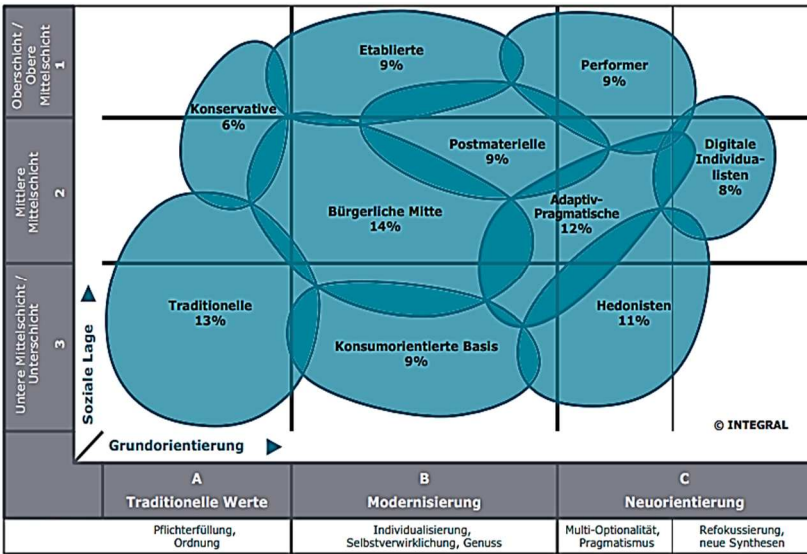 Oberschicht /
Obere
Mittelschicht
1
Mittlere
Mittelschicht
2
Untere Mittelschicht /
Unterschicht
3
Soziale Lage
Grundorientierung
Etablierte
9%
Performer
9%
Konservative
6%
Postmaterielle
9%
Digitale
Individua-
listen
8%
Bürgerliche Mitte
14%
Adaptiv-
Pragmatische
12%
Traditionelle
13%
Hedonisten
11%
Konsumorientierte Basis
9%
© INTEGRAL
A
Traditionelle Werte
B
Modernisierung
C
Neuorientierung
Pflichterfüllung,
Ordnung
Individualisierung,
Selbstverwirklichung, Genuss
Multi-Optionalität,
Pragmatismus
Refokussierung,
neue Synthesen